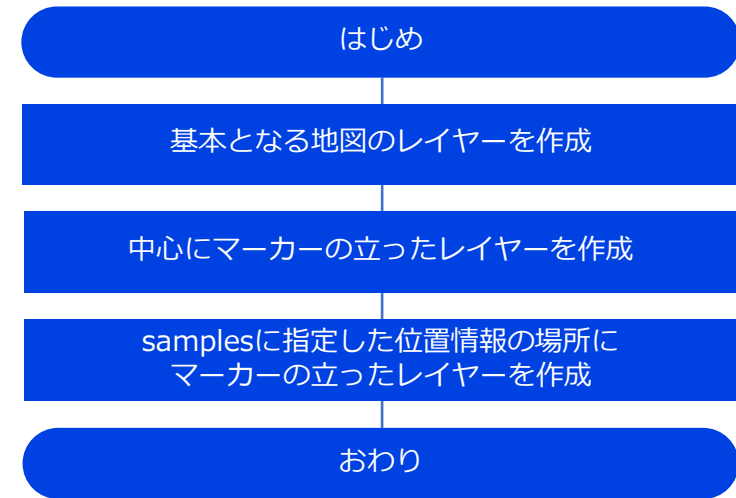 はじめ
基本となる地図のレイヤーを作成
中心にマーカーの立ったレイヤーを作成
samplesに指定した位置情報の場所に
マーカーの立ったレイヤーを作成
おわり